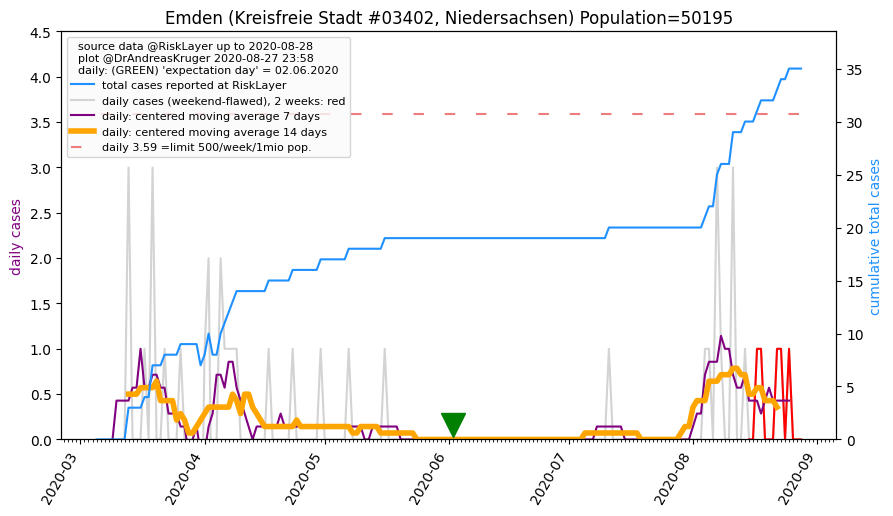 Emden (Kreisfreie Stadt #03402, Niedersachsen) Population=50195
source data @RiskLayer up to 2020-08-28
plot @DrAndreasKruger 2020-08-27 23:58
daily: (GREEN) 'expectation day' = 02.06.2020
total cases reported at RiskLayer
daily cases (weekend-flawed), 2 weeks: red
daily: centered moving average 7 days
daily: centered moving average 14 days
daily 3.59 =limit 500/week/1mio pop.
daily cases
4.5
4.0
3.5
3.0
2.5
2.0
1.5
1.0
0.5
0.0
cumulative total cases
35
30
25
20
15
10
5
0
2020-03
2020-04
2020-05
2020-06
2020-07
2020-08
2020-09